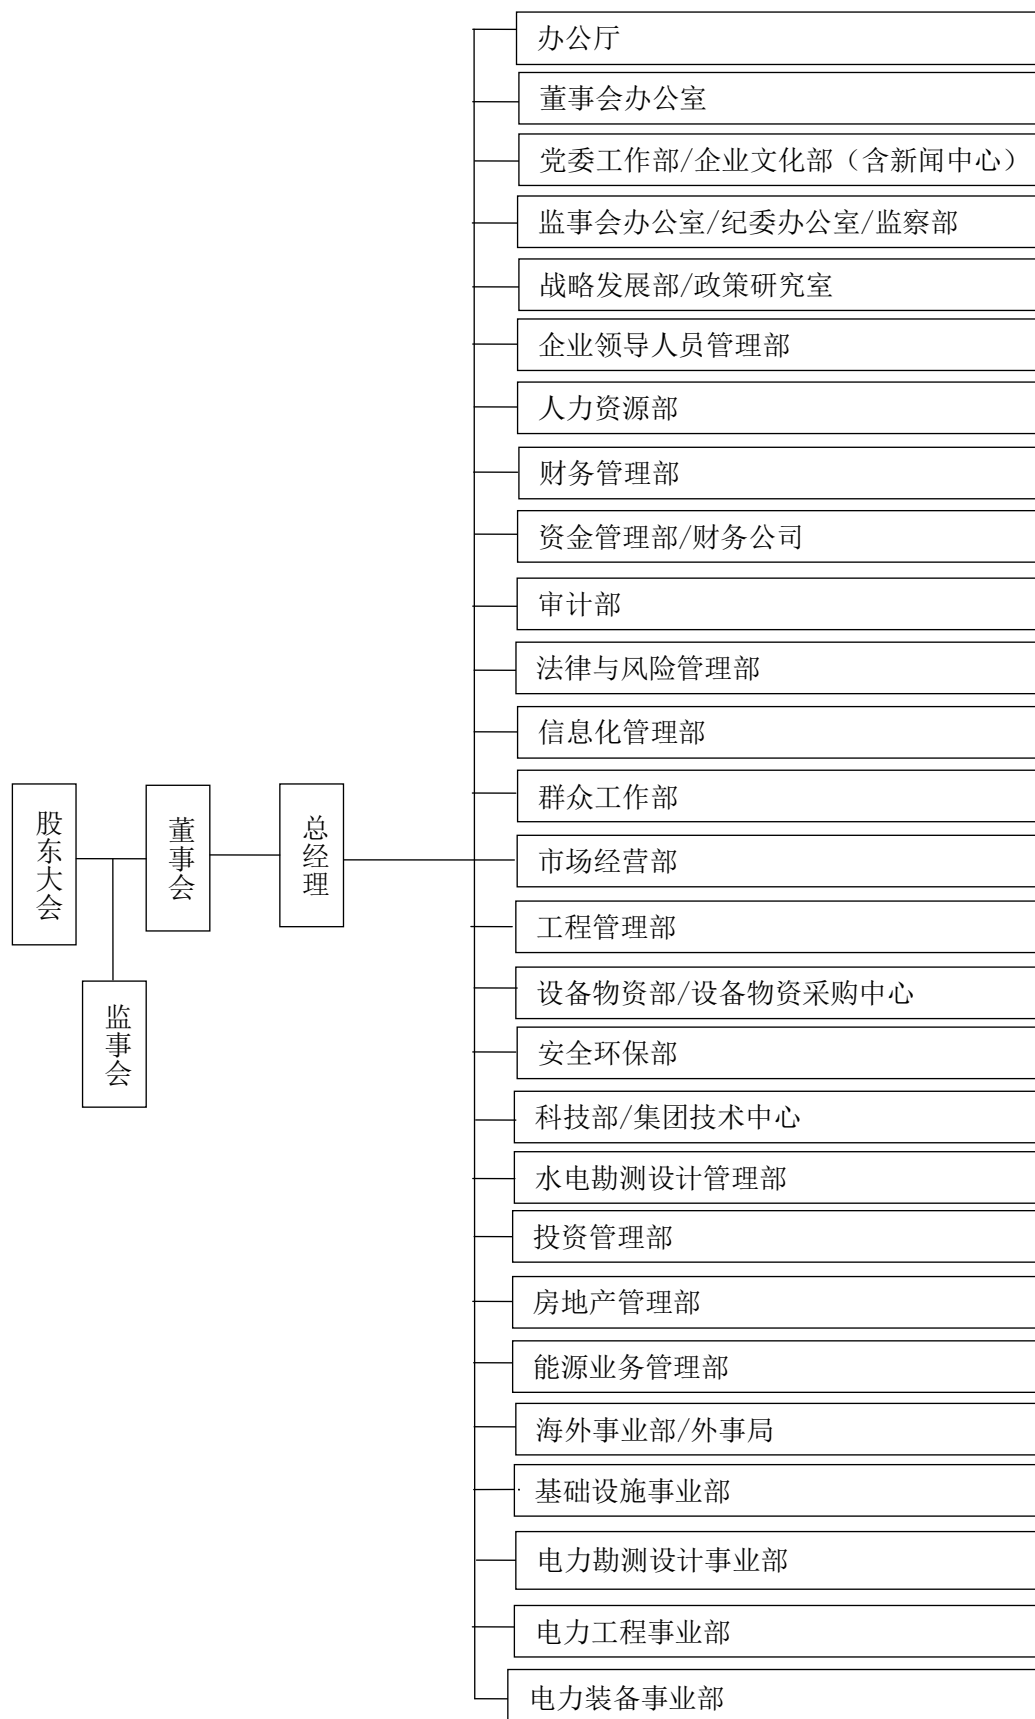 办公厅
董事会办公室
党委工作部/企业文化部（含新闻中心）
监事会办公室/纪委办公室/监察部
战略发展部/政策研究室
企业领导人员管理部
人力资源部
财务管理部
资金管理部/财务公司
审计部
法律与风险管理部
信息化管理部
群众工作部
股东大会
董事会
总经理
监事会
市场经营部
工程管理部
设备物资部/设备物资采购中心
安全环保部
科技部/集团技术中心
水电勘测设计管理部
投资管理部
房地产管理部
能源业务管理部
海外事业部/外事局
基础设施事业部
电力勘测设计事业部
电力工程事业部
电力装备事业部